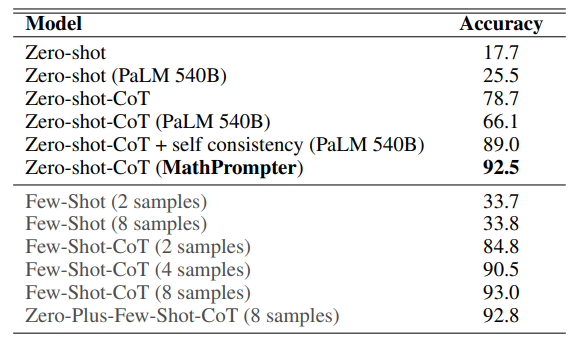 Model Accuracy
Zero-shot 17.7
Zero-shot (PaLM 540B) 25.5
Zero-shot-CoT 78.7
Zero-shot-CoT (PaLM 540B) 66.1
Zero-shot-CoT + self consistency (PaLM 540B) 89.0
Zero-shot-CoT (MathPrompter) 92.5
Few-Shot (2 samples) 33.7
Few-Shot (8 samples) 33.8
Few-Shot-CoT (2 samples) 84.8
Few-Shot-CoT (4 samples) 90.5
Few-Shot-CoT (8 samples) 93.0
Zero-Plus-Few-Shot-CoT (8 samples) 92.8